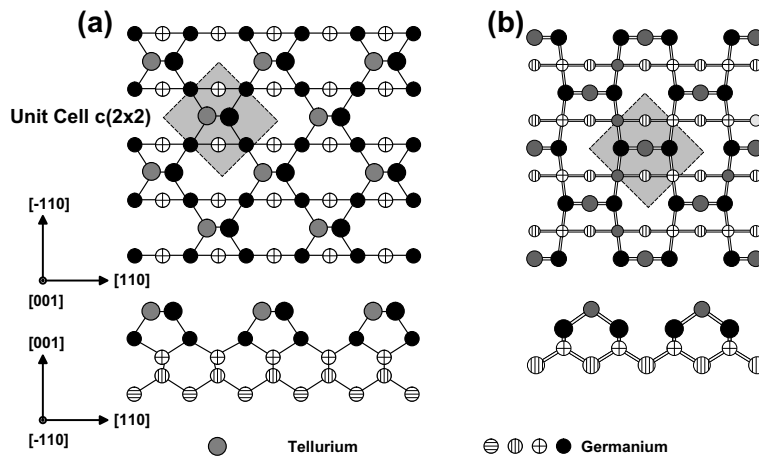 (a)
(b)
Unit Cell c(2x2)
[-110]
[110]
[001]
[001]
[110]
[-110]
Tellurium
Germanium